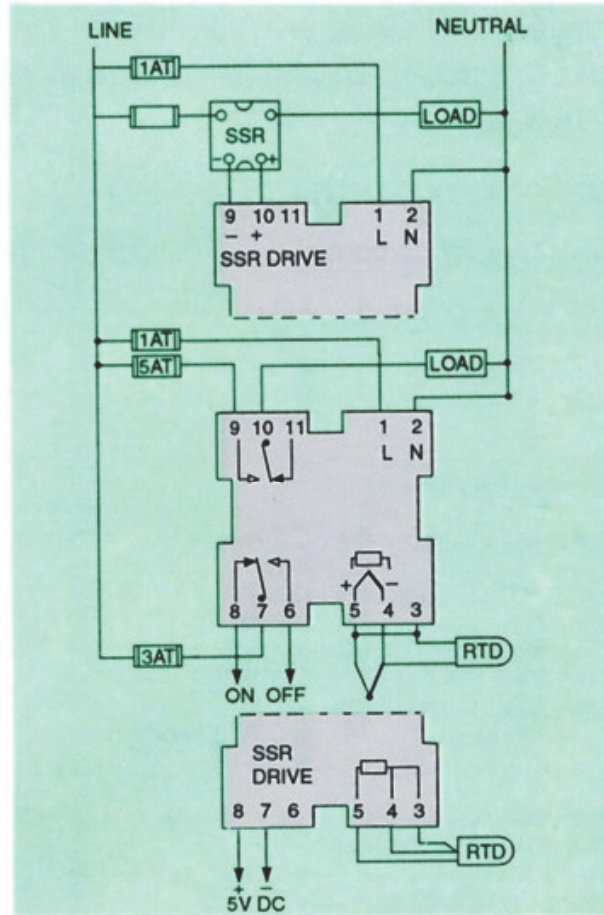 LINE NEUTRAL
1AT
SSR LOAD
− +
9 10 11 1 2
− + L N
SSR DRIVE
1AT
5AT LOAD
9 10 11 1 2
L N
+ −
8 7 6 5 4 3
3AT RTD
ON OFF
SSR
DRIVE
8 7 6 5 4 3
RTD
+ −
5V DC